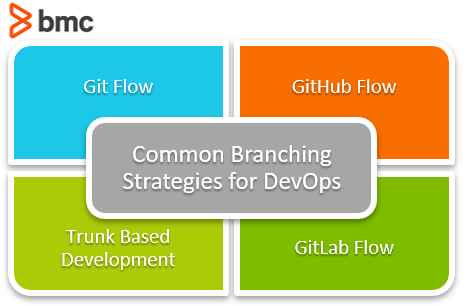 bmc
Git Flow
GitHub Flow
Common Branching
Strategies for DevOps
Trunk Based
Development
GitLab Flow